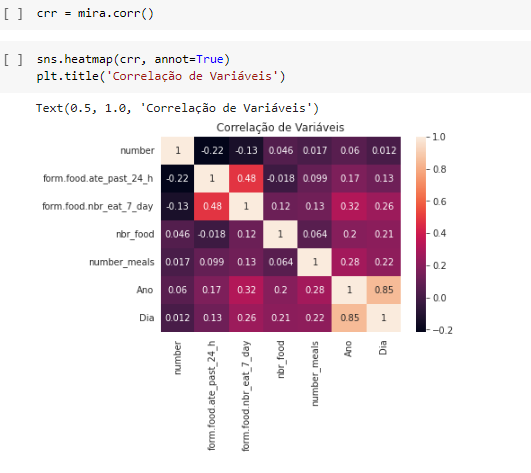 [ ] crr = mira.corr()
[ ] sns.heatmap(crr, annot=True)
plt.title('Correlação de Variáveis')
Text(0.5, 1.0, 'Correlação de Variáveis')
Correlação de Variáveis
number 1 -0.22 -0.13 0.046 0.017 0.06 0.012
form.food.ate_past_24_h -0.22 1 0.48 -0.018 0.099 0.17 0.13
form.food.nbr_eat_7_day -0.13 0.48 1 0.12 0.13 0.32 0.26
nbr_food 0.046 -0.018 0.12 1 0.064 0.2 0.21
number_meals 0.017 0.099 0.13 0.064 1 0.28 0.22
Ano 0.06 0.17 0.32 0.2 0.28 1 0.85
Dia 0.012 0.13 0.26 0.21 0.22 0.85 1
number
form.food.ate_past_24_h
form.food.nbr_eat_7_day
nbr_food
number_meals
Ano
Dia
1.0
0.8
0.6
0.4
0.2
0.0
-0.2